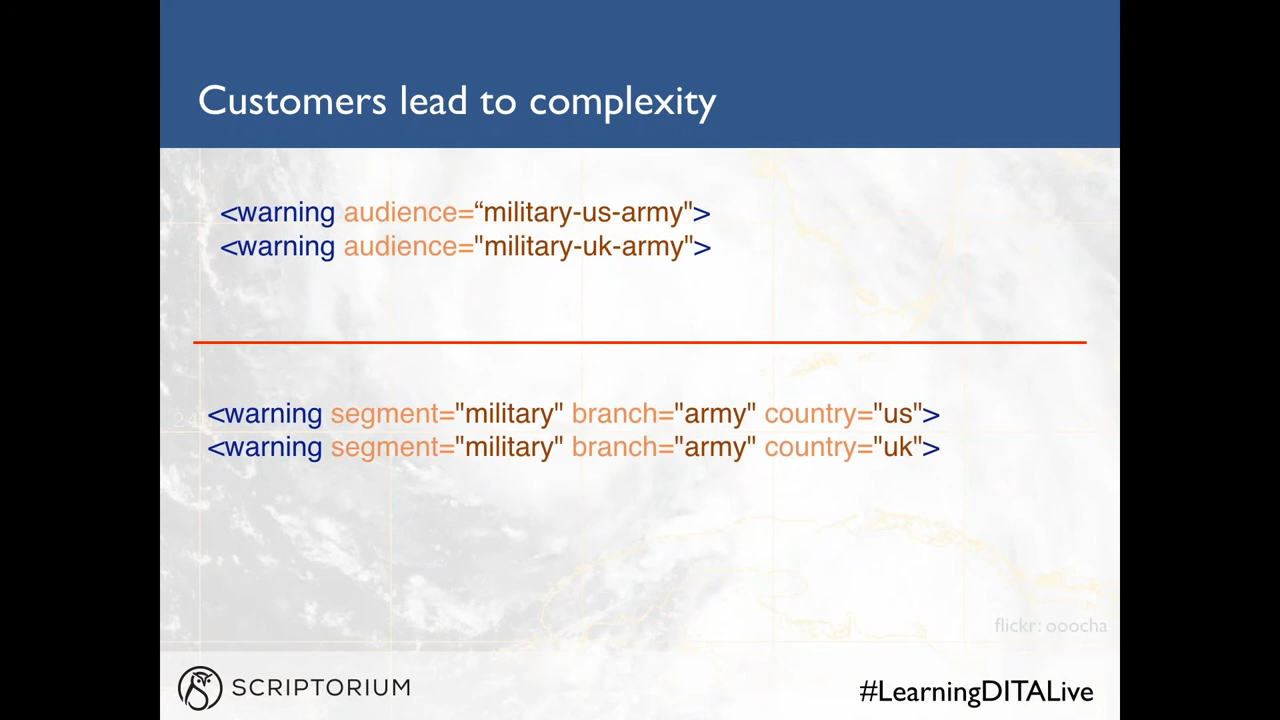 Customers lead to complexity
<warning audience=“military-us-army">
<warning audience="military-uk-army">
<warning segment="military" branch="army" country="us">
<warning segment="military" branch="army" country="uk">
flickr: ooocha
SCRIPTORIUM
#LearningDITALive